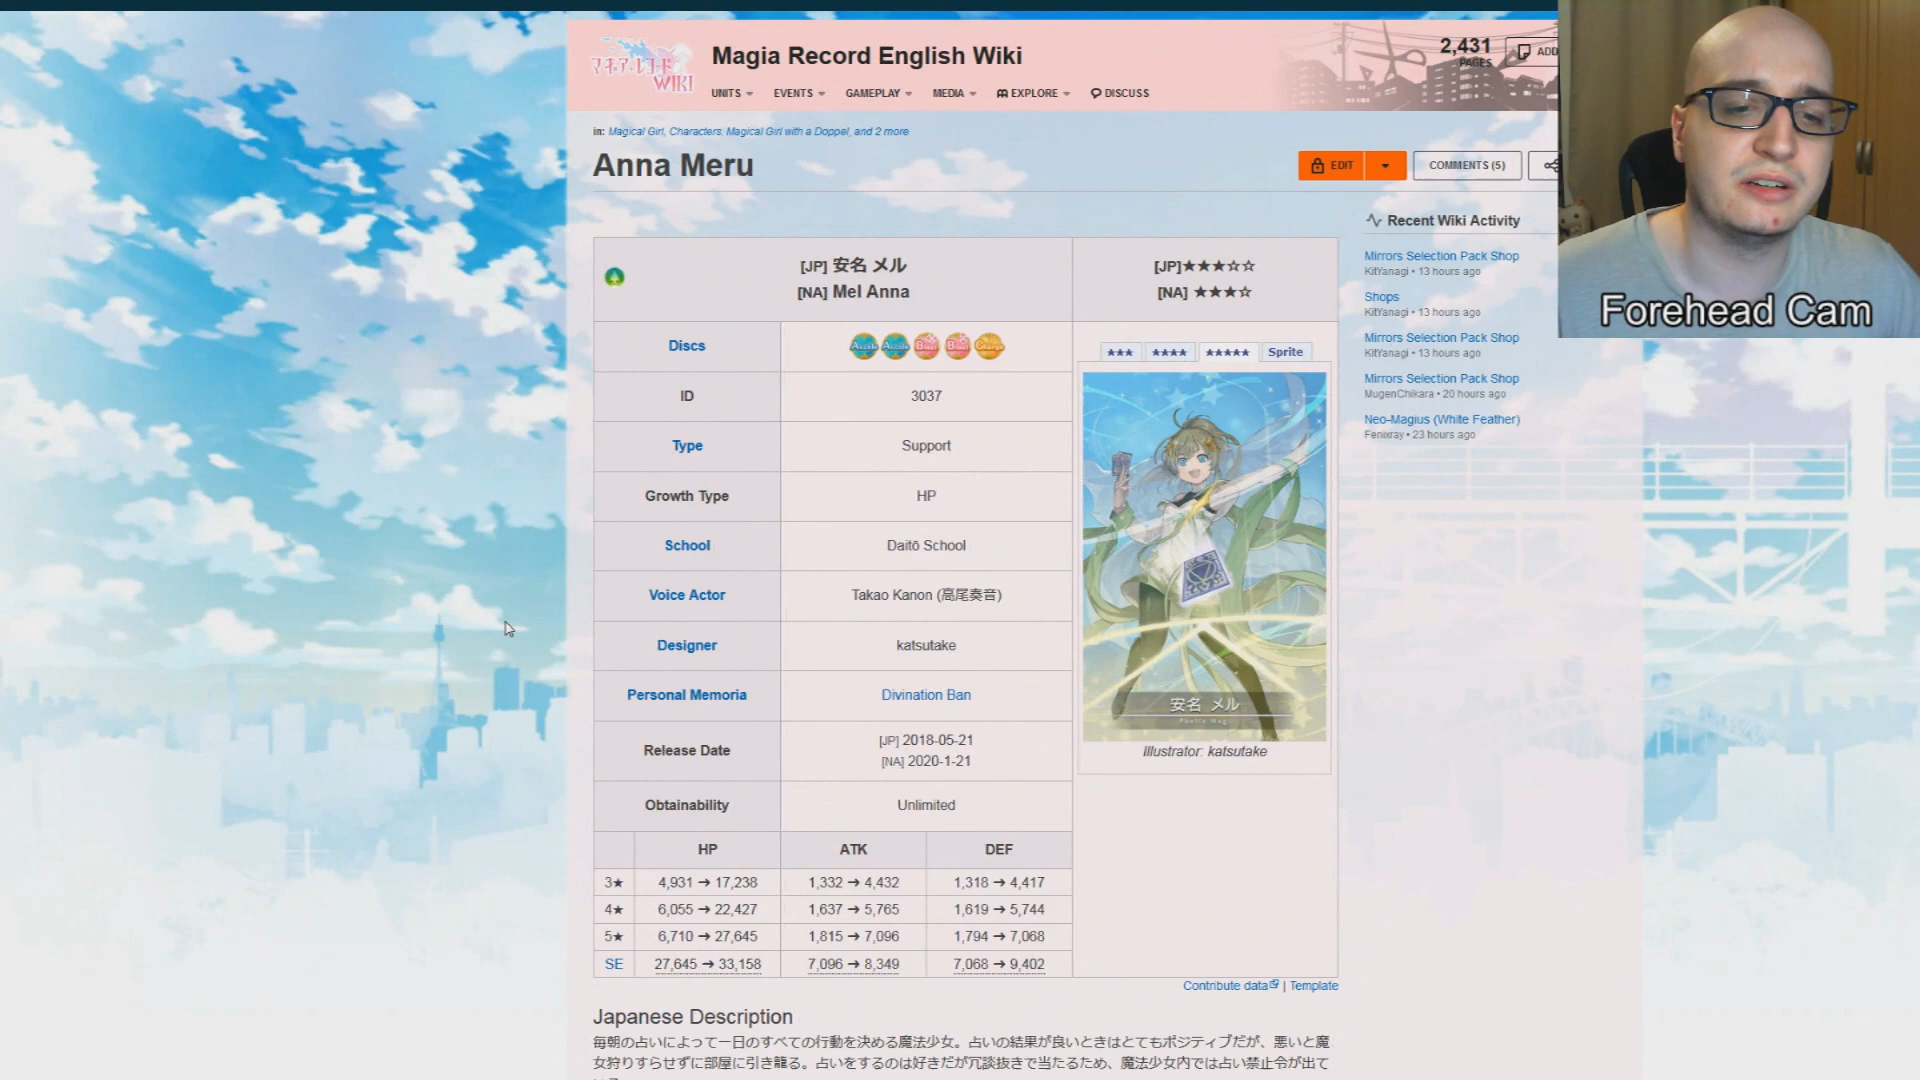 マギア・レコード
WIKI
Magia Record English Wiki
2,431
PAGES
ADD
UNITS
EVENTS
GAMEPLAY
MEDIA
EXPLORE
DISCUSS
in: Magical Girl, Characters, Magical Girl with a Doppel, and 2 more
Anna Meru
EDIT
COMMENTS (5)
Forehead Cam
Recent Wiki Activity
Mirrors Selection Pack Shop
KitYanagi • 13 hours ago
Shops
KitYanagi • 13 hours ago
Mirrors Selection Pack Shop
KitYanagi • 13 hours ago
Mirrors Selection Pack Shop
MugenChikara • 20 hours ago
Neo-Magius (White Feather)
Fenixray • 23 hours ago
[JP] 安名 メル
[NA] Mel Anna
[JP]★★★☆☆
[NA] ★★★☆
Discs
Accele Accele Blast Blast Charge
★★★ ★★★★ ★★★★★ Sprite
ID 3037
Type Support
Growth Type HP
School Daitō School
Voice Actor Takao Kanon (高尾奏音)
Designer katsutake
Personal Memoria Divination Ban
Release Date
[JP] 2018-05-21
[NA] 2020-1-21
Obtainability Unlimited
安名 メル
Illustrator: katsutake
HP ATK DEF
3★ 4,931 → 17,238 1,332 → 4,432 1,318 → 4,417
4★ 6,055 → 22,427 1,637 → 5,765 1,619 → 5,744
5★ 6,710 → 27,645 1,815 → 7,096 1,794 → 7,068
SE 27,645 → 33,158 7,096 → 8,349 7,068 → 9,402
Contribute data | Template
Japanese Description
毎朝の占いによって一日のすべての行動を決める魔法少女。占いの結果が良いときはとてもポジティブだが、悪いと魔
女狩りすらせずに部屋に引き籠る。占いをするのは好きだが冗談抜きで当たるため、魔法少女内では占い禁止令が出て